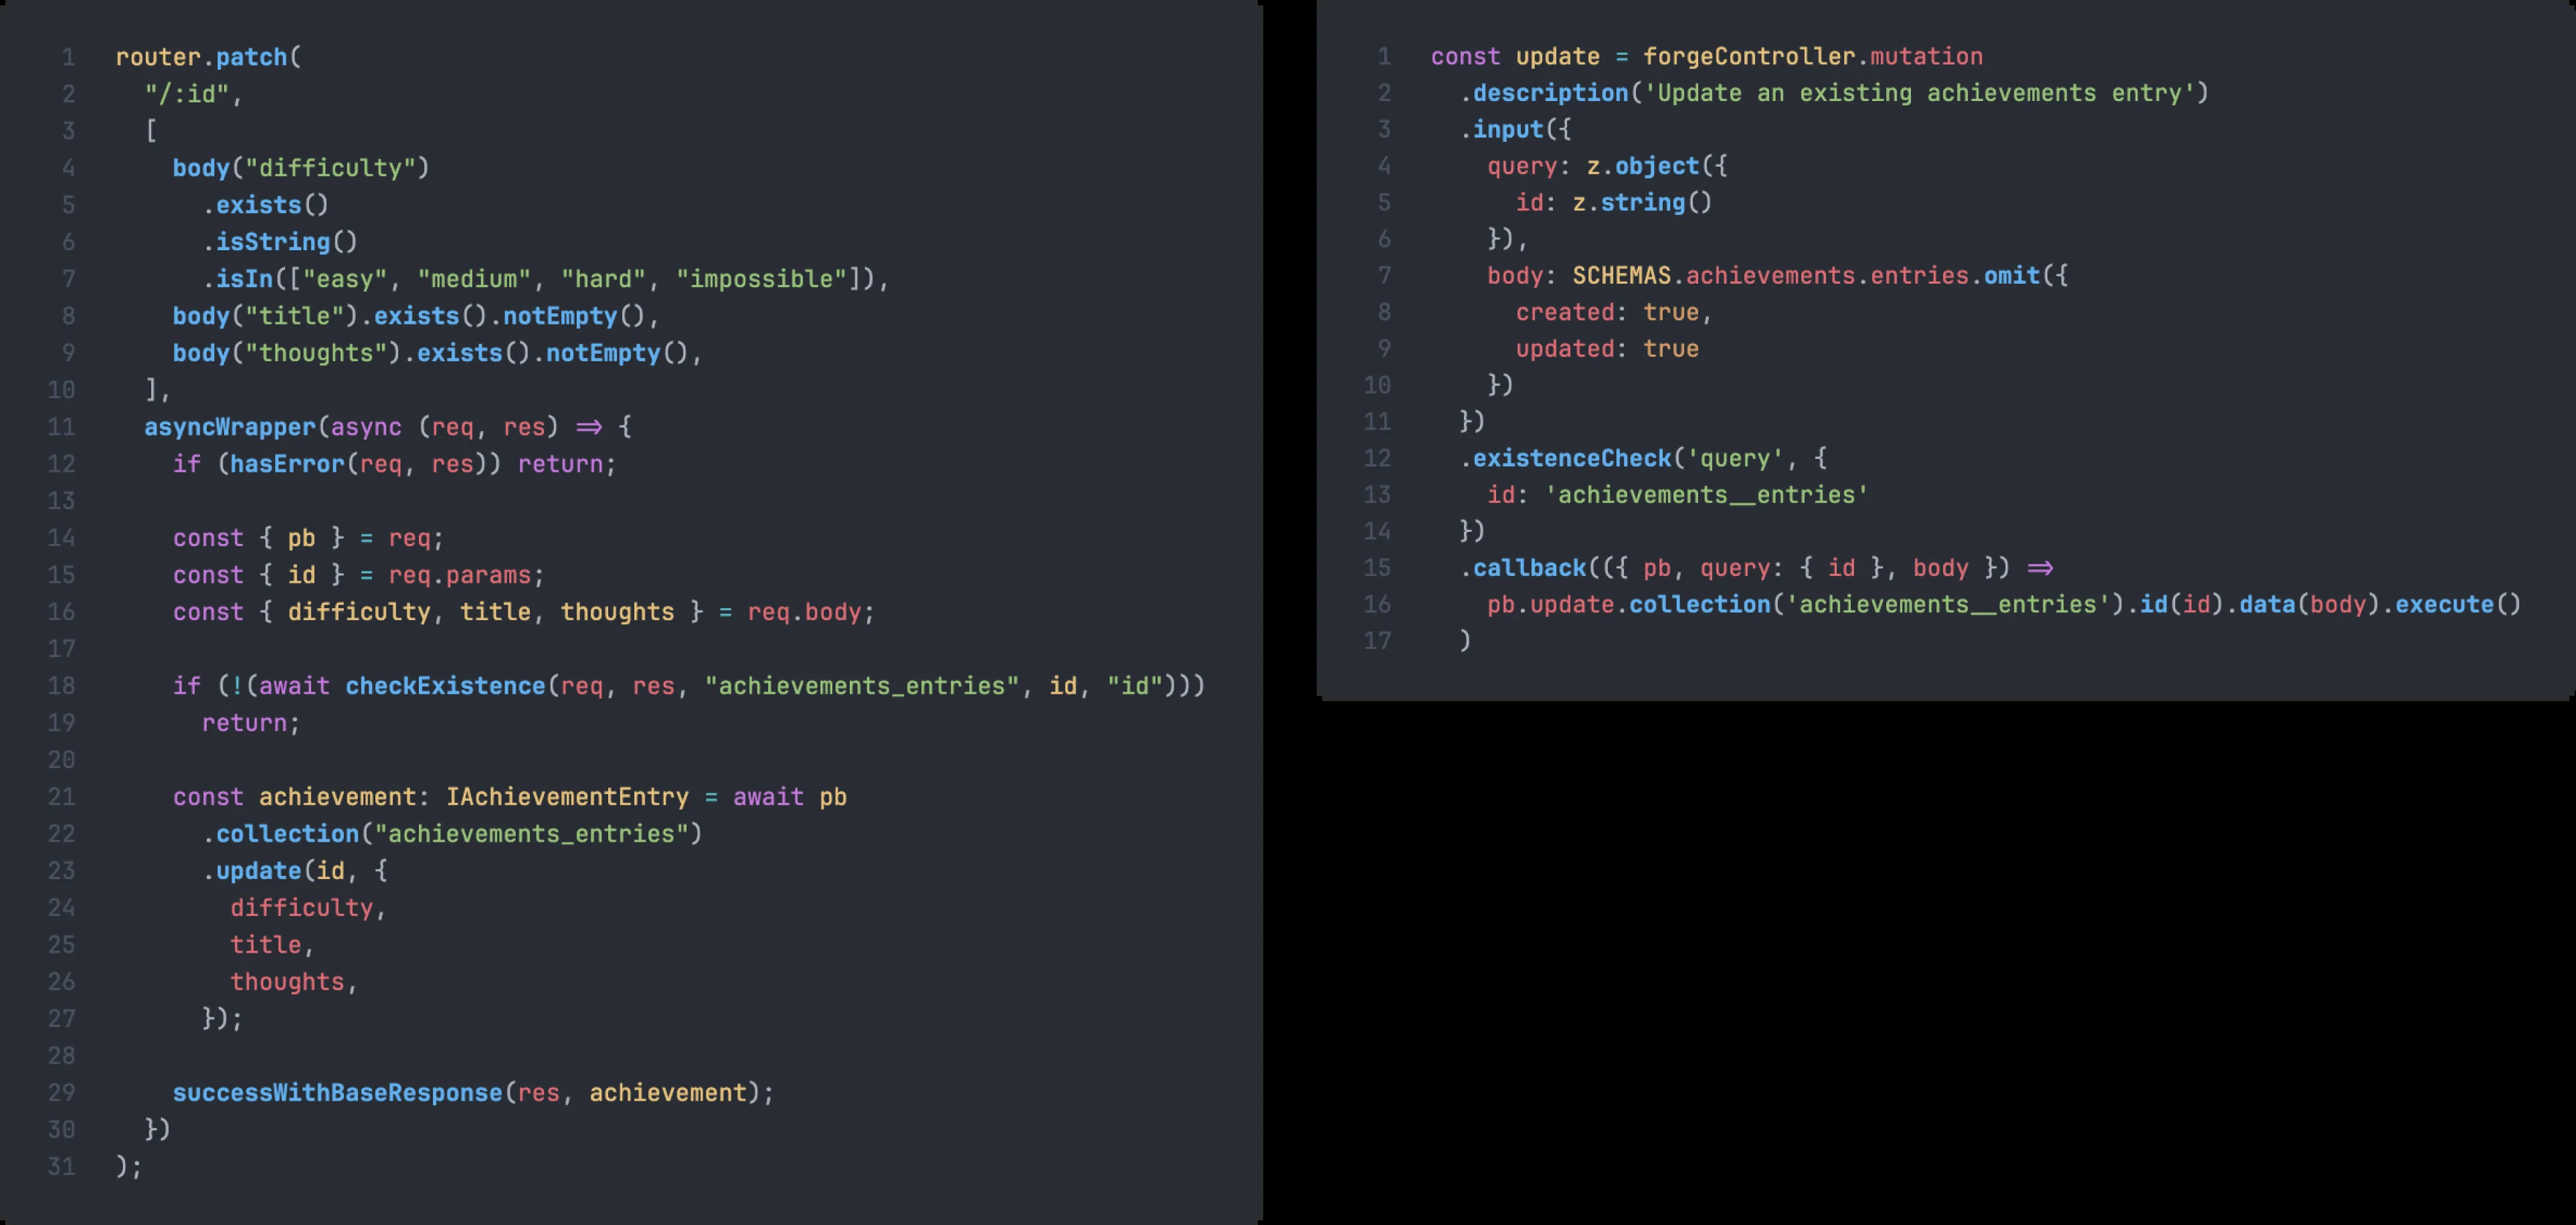 1 router.patch(
2 "/:id",
3 [
4 body("difficulty")
5 .exists()
6 .isString()
7 .isIn(["easy", "medium", "hard", "impossible"]),
8 body("title").exists().notEmpty(),
9 body("thoughts").exists().notEmpty(),
10 ],
11 asyncWrapper(async (req, res) => {
12 if (hasError(req, res)) return;
13
14 const { pb } = req;
15 const { id } = req.params;
16 const { difficulty, title, thoughts } = req.body;
17
18 if (!(await checkExistence(req, res, "achievements_entries", id, "id")))
19 return;
20
21 const achievement: IAchievementEntry = await pb
22 .collection("achievements_entries")
23 .update(id, {
24 difficulty,
25 title,
26 thoughts,
27 });
28
29 successWithBaseResponse(res, achievement);
30 })
31 );
1 const update = forgeController.mutation
2 .description('Update an existing achievements entry')
3 .input({
4 query: z.object({
5 id: z.string()
6 }),
7 body: SCHEMAS.achievements.entries.omit({
8 created: true,
9 updated: true
10 })
11 })
12 .existenceCheck('query', {
13 id: 'achievements__entries'
14 })
15 .callback(({ pb, query: { id }, body }) =>
16 pb.update.collection('achievements__entries').id(id).data(body).execute()
17 )